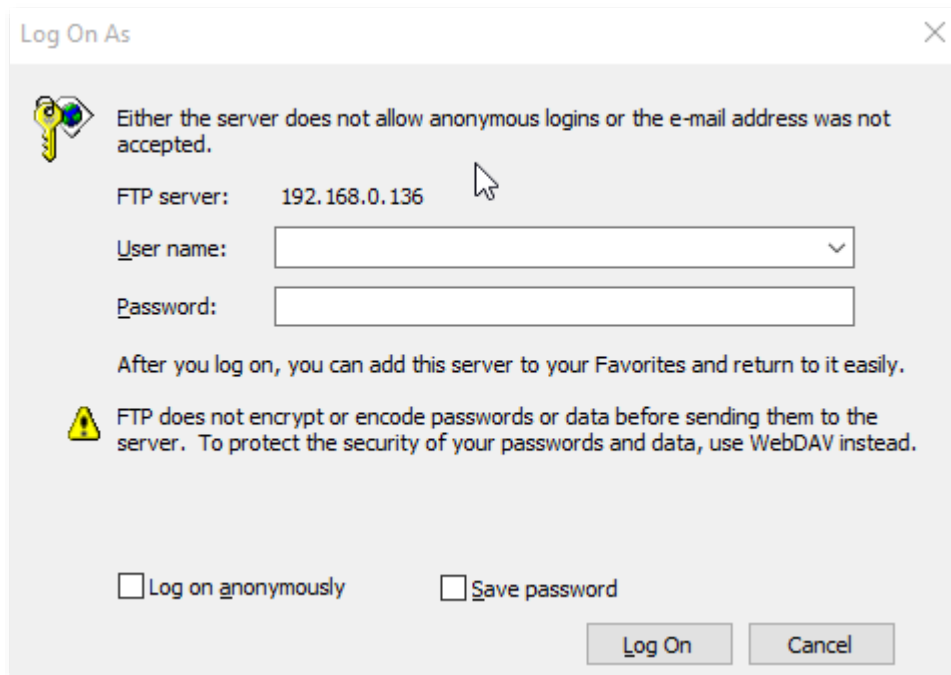 Log On As
Either the server does not allow anonymous logins or the e-mail address was not
accepted.
FTP server: 192.168.0.136
User name:
Password:
After you log on, you can add this server to your Favorites and return to it easily.
FTP does not encrypt or encode passwords or data before sending them to the
server. To protect the security of your passwords and data, use WebDAV instead.
Log on anonymously Save password
Log On Cancel